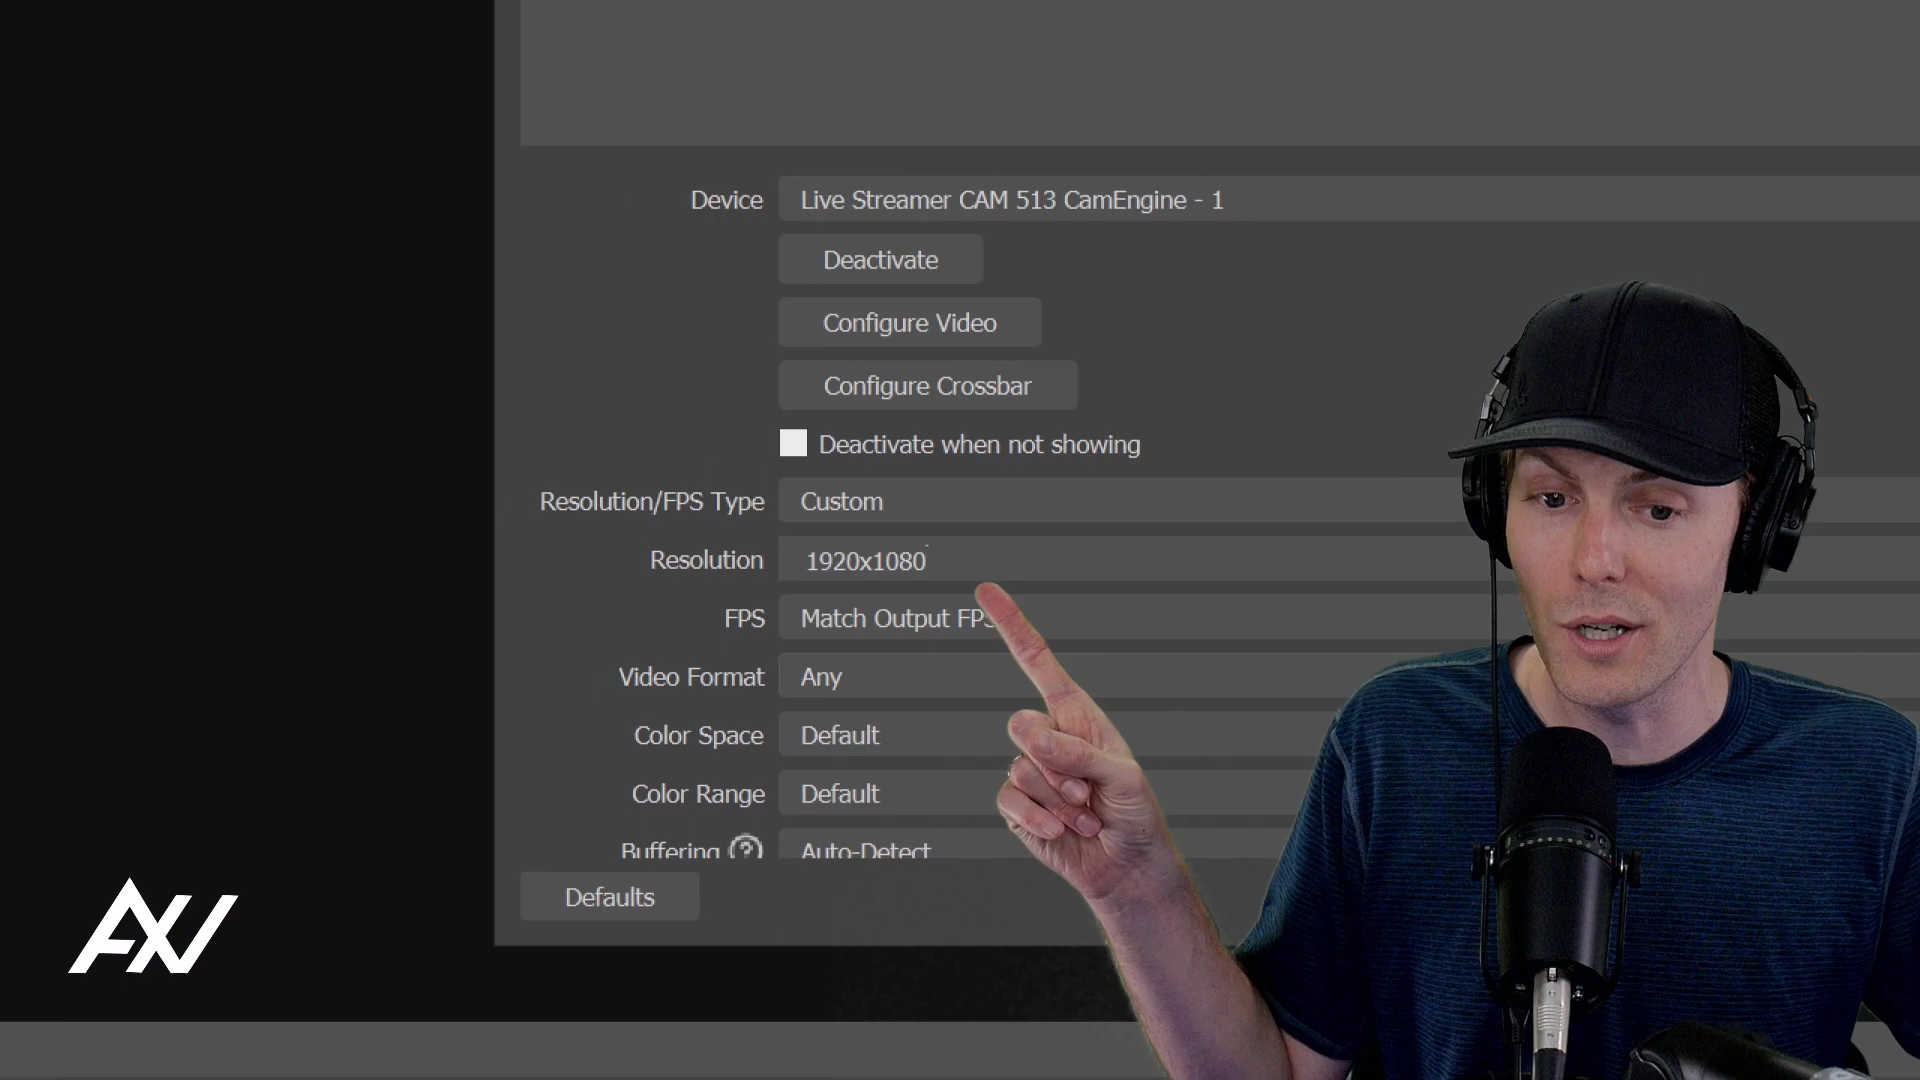 Device Live Streamer CAM 513 CamEngine - 1
Deactivate
Configure Video
Configure Crossbar
Deactivate when not showing
Resolution/FPS Type Custom
Resolution 1920x1080
FPS Match Output FPS
Video Format Any
Color Space Default
Color Range Default
Buffering ? Auto-Detect
Defaults